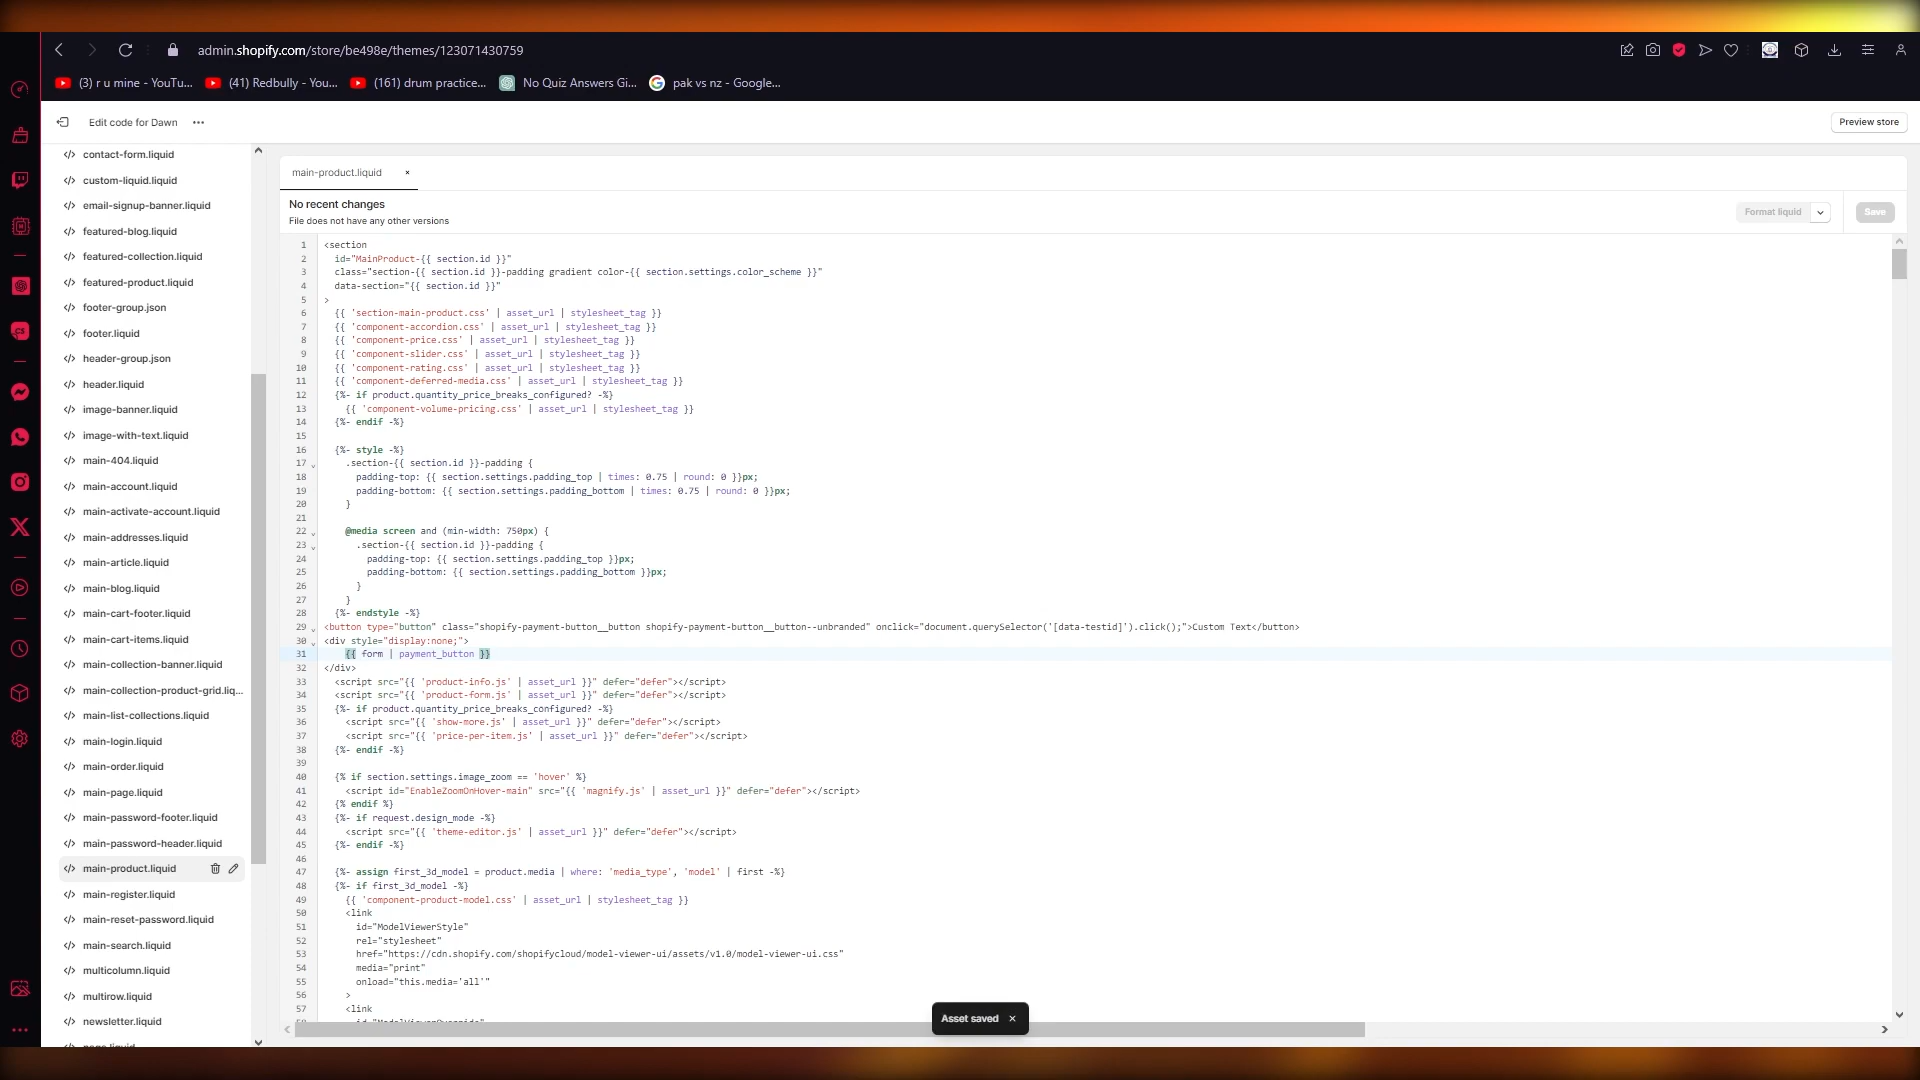 admin.shopify.com/store/be498e/themes/123071430759
(3) r u mine - YouTu...
(41) Redbully - You...
(161) drum practice...
No Quiz Answers Gi...
pak vs nz - Google...
Edit code for Dawn
Preview store
contact-form.liquid
custom-liquid.liquid
email-signup-banner.liquid
featured-blog.liquid
featured-collection.liquid
featured-product.liquid
footer-group.json
footer.liquid
header-group.json
header.liquid
image-banner.liquid
image-with-text.liquid
main-404.liquid
main-account.liquid
main-activate-account.liquid
main-addresses.liquid
main-article.liquid
main-blog.liquid
main-cart-footer.liquid
main-cart-items.liquid
main-collection-banner.liquid
main-collection-product-grid.liq...
main-list-collections.liquid
main-login.liquid
main-order.liquid
main-page.liquid
main-password-footer.liquid
main-password-header.liquid
main-product.liquid
main-register.liquid
main-reset-password.liquid
main-search.liquid
multicolumn.liquid
multirow.liquid
newsletter.liquid
main-product.liquid
No recent changes
File does not have any other versions
Format liquid
Save
1 <section
2 id="MainProduct-{{ section.id }}"
3 class="section-{{ section.id }}-padding gradient color-{{ section.settings.color_scheme }}"
4 data-section="{{ section.id }}"
5 >
6 {{ 'section-main-product.css' | asset_url | stylesheet_tag }}
7 {{ 'component-accordion.css' | asset_url | stylesheet_tag }}
8 {{ 'component-price.css' | asset_url | stylesheet_tag }}
9 {{ 'component-slider.css' | asset_url | stylesheet_tag }}
10 {{ 'component-rating.css' | asset_url | stylesheet_tag }}
11 {{ 'component-deferred-media.css' | asset_url | stylesheet_tag }}
12 {%- if product.quantity_price_breaks_configured? -%}
13 {{ 'component-volume-pricing.css' | asset_url | stylesheet_tag }}
14 {%- endif -%}
15
16 {%- style -%}
17 .section-{{ section.id }}-padding {
18 padding-top: {{ section.settings.padding_top | times: 0.75 | round: 0 }}px;
19 padding-bottom: {{ section.settings.padding_bottom | times: 0.75 | round: 0 }}px;
20 }
21
22 @media screen and (min-width: 750px) {
23 .section-{{ section.id }}-padding {
24 padding-top: {{ section.settings.padding_top }}px;
25 padding-bottom: {{ section.settings.padding_bottom }}px;
26 }
27 }
28 {%- endstyle -%}
29 <button type="button" class="shopify-payment-button__button shopify-payment-button__button--unbranded" onclick="document.querySelector('[data-testid]').click();">Custom Text</button>
30 <div style="display:none;">
31 {{ form | payment_button }}
32 </div>
33 <script src="{{ 'product-info.js' | asset_url }}" defer="defer"></script>
34 <script src="{{ 'product-form.js' | asset_url }}" defer="defer"></script>
35 {%- if product.quantity_price_breaks_configured? -%}
36 <script src="{{ 'show-more.js' | asset_url }}" defer="defer"></script>
37 <script src="{{ 'price-per-item.js' | asset_url }}" defer="defer"></script>
38 {%- endif -%}
39
40 {% if section.settings.image_zoom == 'hover' %}
41 <script id="EnableZoomOnHover-main" src="{{ 'magnify.js' | asset_url }}" defer="defer"></script>
42 {% endif %}
43 {%- if request.design_mode -%}
44 <script src="{{ 'theme-editor.js' | asset_url }}" defer="defer"></script>
45 {%- endif -%}
46
47 {%- assign first_3d_model = product.media | where: 'media_type', 'model' | first -%}
48 {%- if first_3d_model -%}
49 {{ 'component-product-model.css' | asset_url | stylesheet_tag }}
50 <link
51 id="ModelViewerStyle"
52 rel="stylesheet"
53 href="https://cdn.shopify.com/shopifycloud/model-viewer-ui/assets/v1.0/model-viewer-ui.css"
54 media="print"
55 onload="this.media='all'"
56 >
57 <link
Asset saved